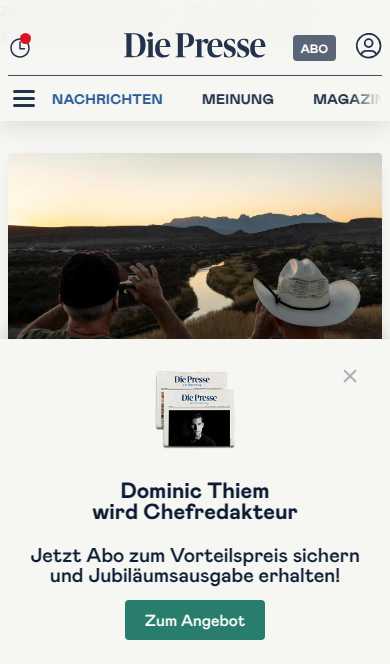 Die Presse
ABO
NACHRICHTEN MEINUNG MAGAZIN
Die Presse
Die Presse
Dominic Thiem
wird Chefredakteur
Jetzt Abo zum Vorteilspreis sichern
und Jubiläumsausgabe erhalten!
Zum Angebot